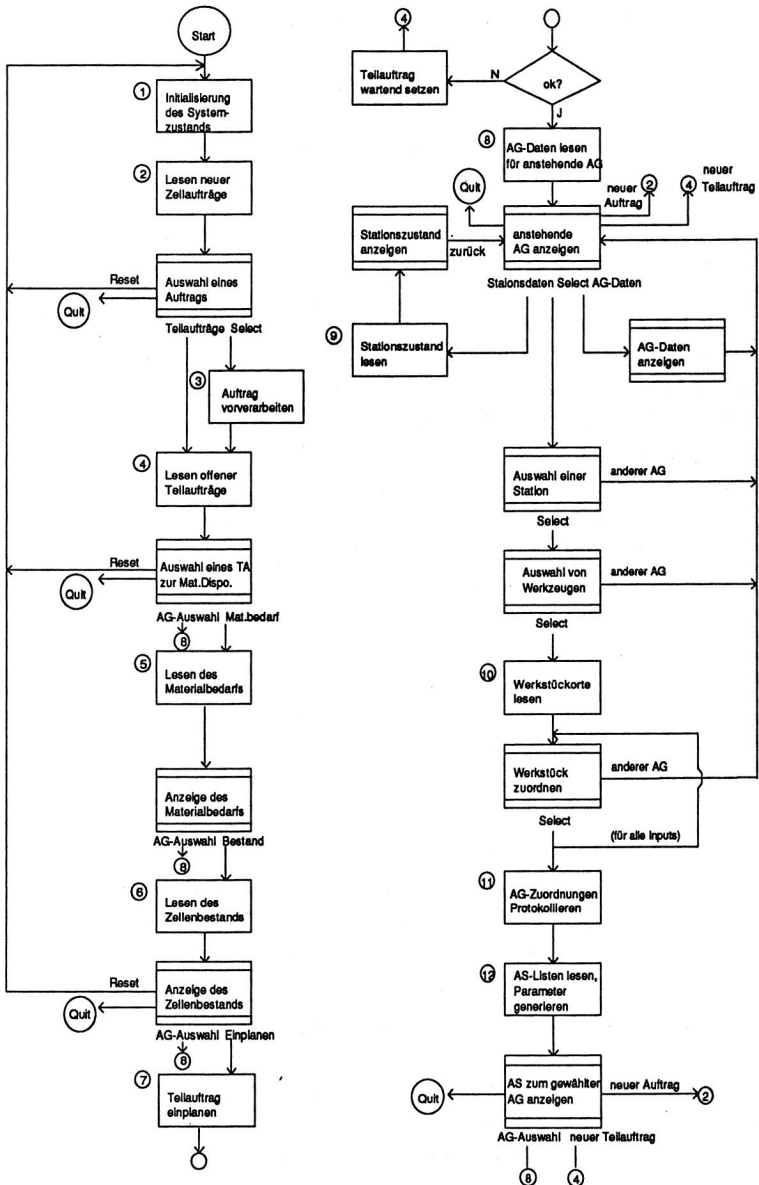 Start
1
Initialisierung
des System-
zustands
2
Lesen neuer
Zellaufträge
Reset
Auswahl eines
Auftrags
Quit
Teilaufträge Select
3
Auftrag
vorverarbeiten
4
Lesen offener
Teilaufträge
Reset
Auswahl eines TA
zur Mat.Dispo.
Quit
AG-Auswahl Mat.bedarf
8
5
Lesen des
Materialbedarfs
Anzeige des
Materialbedarfs
AG-Auswahl Bestand
8
6
Lesen des
Zellenbestands
Reset
Anzeige des
Zellenbestands
Quit
AG-Auswahl Einplanen
8
7
Teilauftrag
einplanen
4
Teilauftrag
wartend setzen
N
ok?
J
8
AG-Daten lesen
für anstehende AG
Quit
neuer
Auftrag
2
4
neuer
Teilauftrag
Stationszustand
anzeigen
zurück
anstehende
AG anzeigen
Staionsdaten Select AG-Daten
9
Stationszustand
lesen
AG-Daten
anzeigen
Auswahl einer
Station
anderer AG
Select
Auswahl von
Werkzeugen
anderer AG
Select
10
Werkstückorte
lesen
Werkstück
zuordnen
anderer AG
Select
(für alle Inputs)
11
AG-Zuordnungen
Protokollieren
12
AS-Listen lesen,
Parameter
generieren
Quit
AS zum gewählter
AG anzeigen
neuer Auftrag
2
AG-Auswahl neuer Teilauftrag
8
4